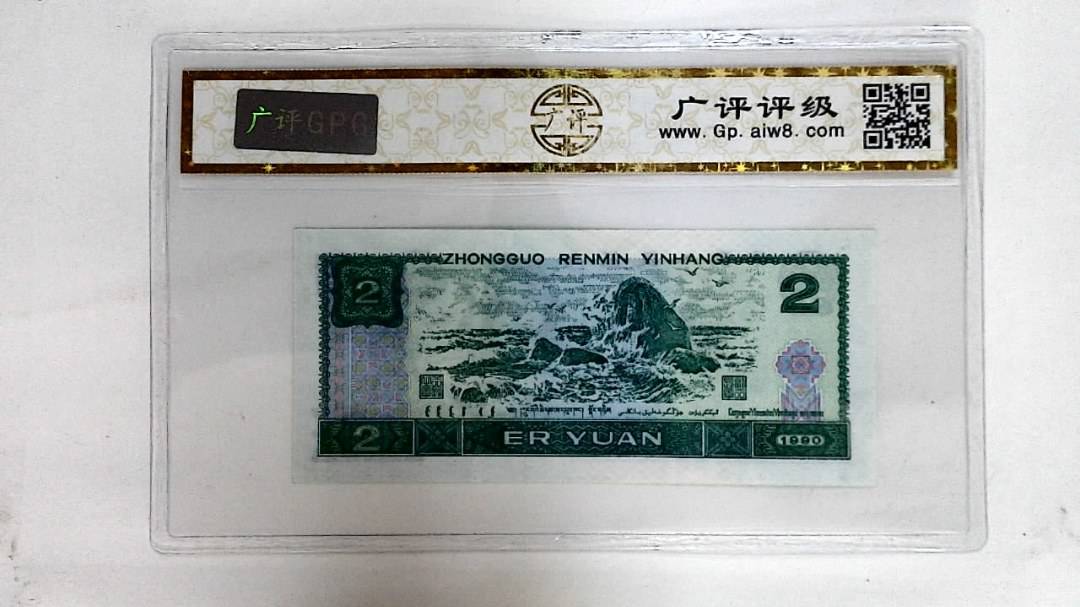 广评GPG
广评
广评评级
www.Gp.aiw8.com
ZHONGGUO RENMIN YINHANG
2
2
2
ER YUAN
1990